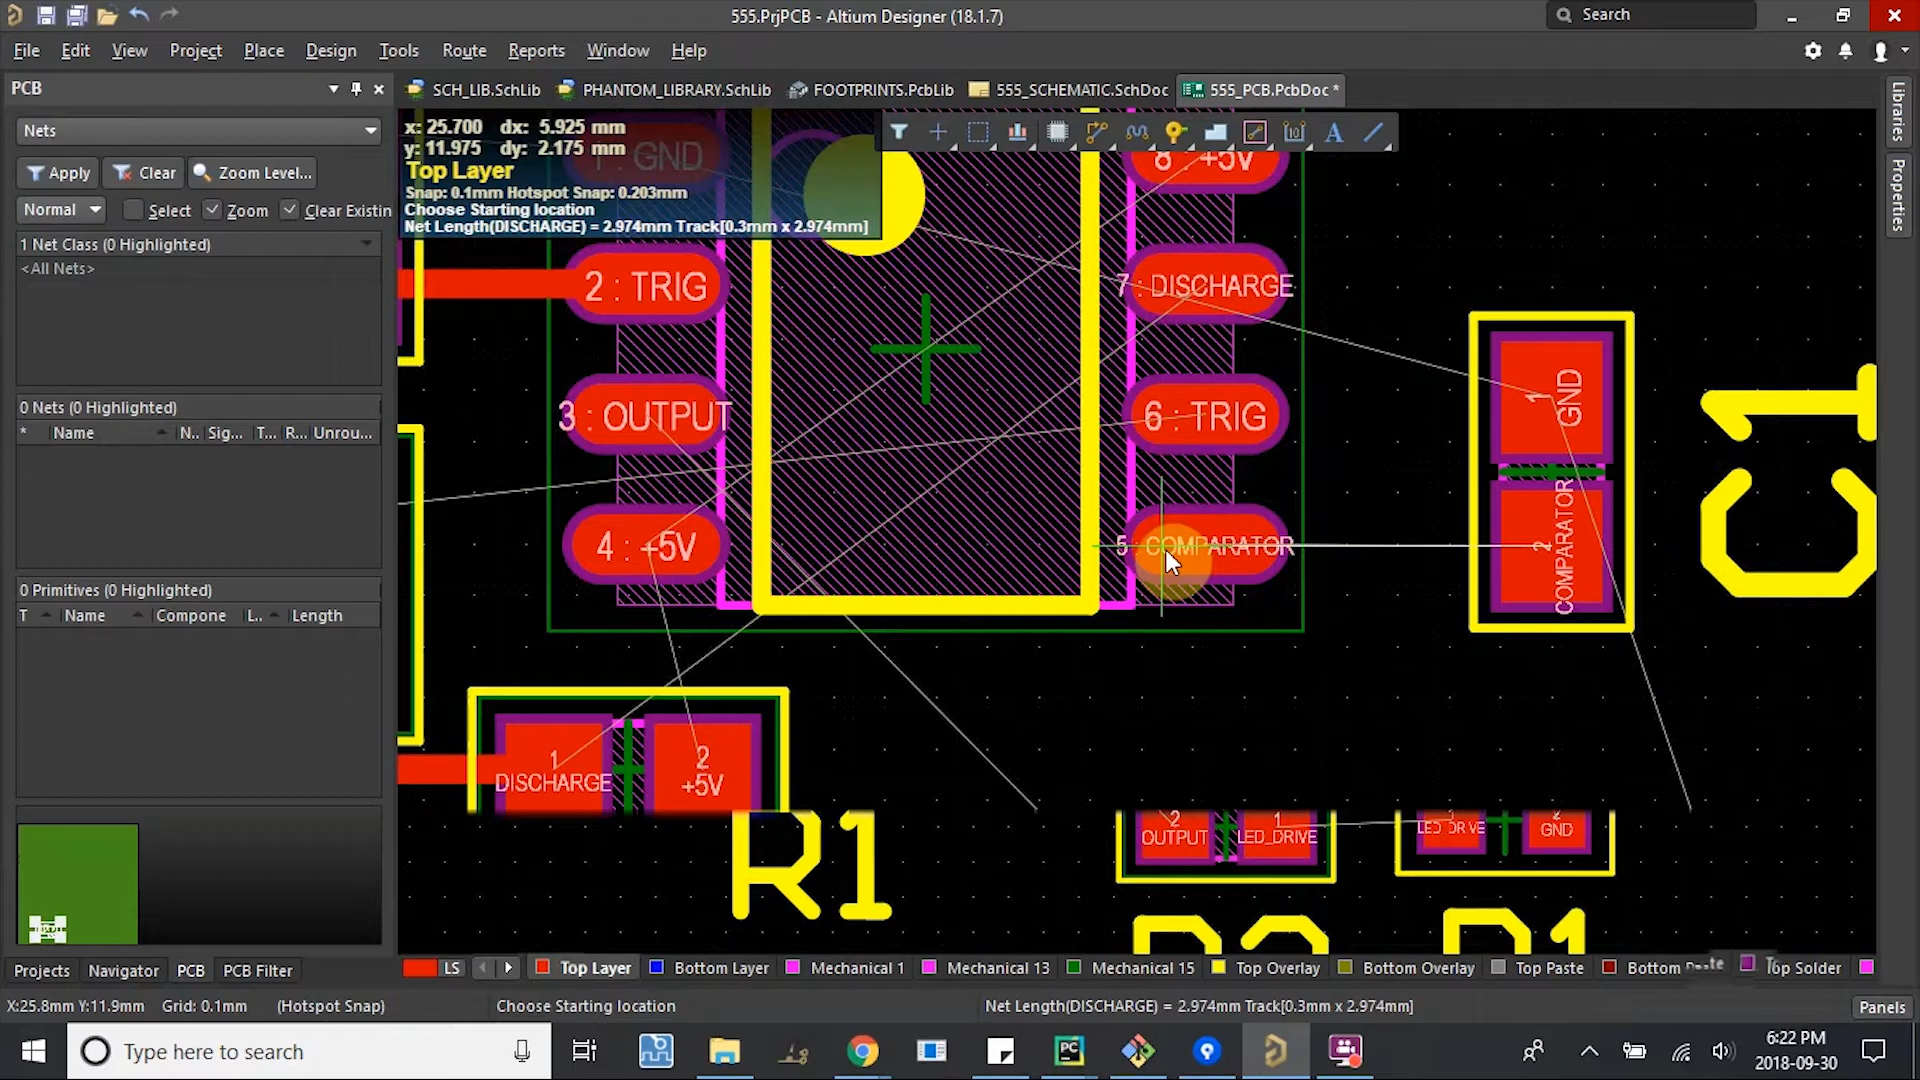 555.PrjPCB - Altium Designer (18.1.7)
Search
File Edit View Project Place Design Tools Route Reports Window Help
PCB
SCH_LIB.SchLib PHANTOM_LIBRARY.SchLib FOOTPRINTS.PcbLib 555_SCHEMATIC.SchDoc 555_PCB.PcbDoc *
Libraries
Properties
Nets
Apply Clear Zoom Level...
Normal Select Zoom Clear Existin
1 Net Class (0 Highlighted)
<All Nets>
0 Nets (0 Highlighted)
* Name N.. Sig... T... R... Unrou...
0 Primitives (0 Highlighted)
T Name Compone L.. Length
x: 25.700 dx: 5.925 mm
y: 11.975 dy: 2.175 mm
Top Layer
Snap: 0.1mm Hotspot Snap: 0.203mm
Choose Starting location
Net Length(DISCHARGE) = 2.974mm Track[0.3mm x 2.974mm]
1 : GND
8 : +5V
2 : TRIG
7 : DISCHARGE
3 : OUTPUT
6 : TRIG
4 : +5V
5 : COMPARATOR
1
GND
2
COMPARATOR
C1
1
DISCHARGE
2
+5V
R1
2
OUTPUT
1
LED_DRIVE
LED_DRIVE
2
GND
Projects Navigator PCB PCB Filter
LS Top Layer Bottom Layer Mechanical 1 Mechanical 13 Mechanical 15 Top Overlay Bottom Overlay Top Paste Bottom Paste Top Solder
X:25.8mm Y:11.9mm Grid: 0.1mm (Hotspot Snap) Choose Starting location Net Length(DISCHARGE) = 2.974mm Track[0.3mm x 2.974mm] Panels
Type here to search
6:22 PM
2018-09-30